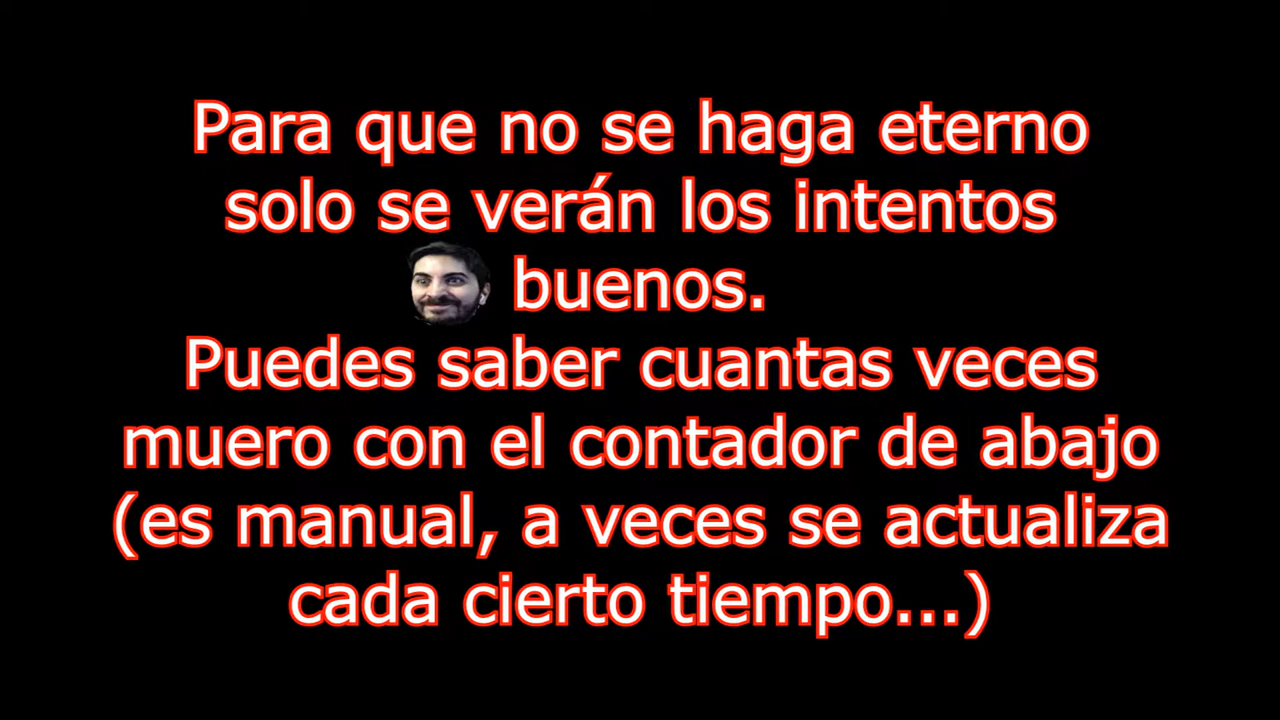 Para que no se haga eterno
solo se verán los intentos
buenos.
Puedes saber cuantas veces
muero con el contador de abajo
(es manual, a veces se actualiza
cada cierto tiempo...)